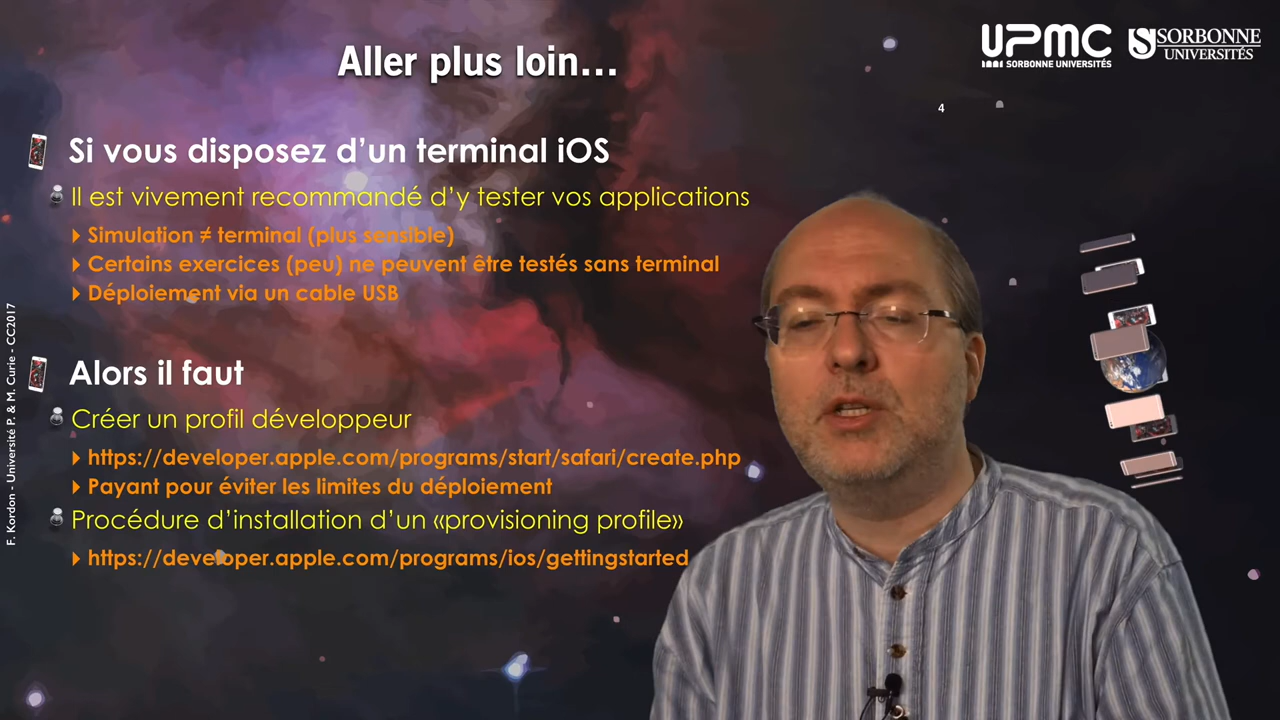 Aller plus loin...
UPMC
SORBONNE UNIVERSITÉS
SORBONNE
UNIVERSITÉS
4
Si vous disposez d’un terminal iOS
Il est vivement recommandé d’y tester vos applications
Simulation ≠ terminal (plus sensible)
Certains exercices (peu) ne peuvent être testés sans terminal
Déploiement via un cable USB
Alors il faut
Créer un profil développeur
https://developer.apple.com/programs/start/safari/create.php
Payant pour éviter les limites du déploiement
Procédure d’installation d’un «provisioning profile»
https://developer.apple.com/programs/ios/gettingstarted
F. Kordon - Université P. & M. Curie - CC2017